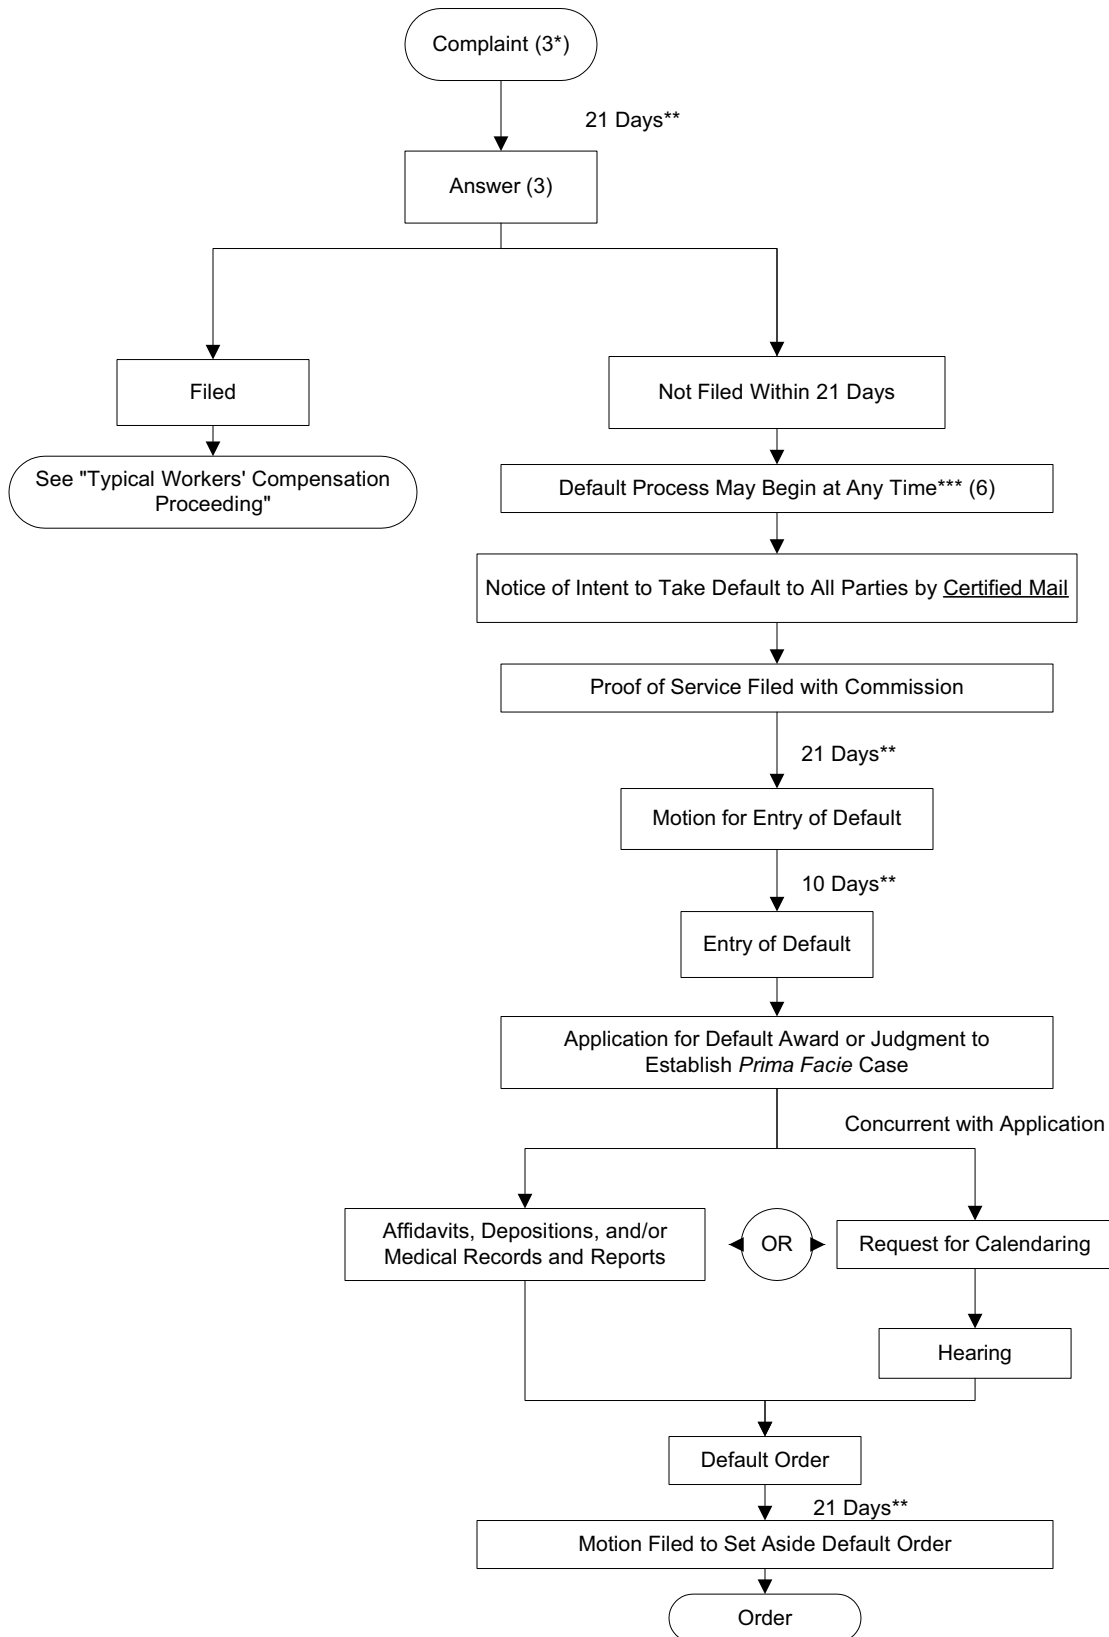 Complaint (3*)
21 Days**
Answer (3)
Filed
Not Filed Within 21 Days
See "Typical Workers' Compensation
Proceeding"
Default Process May Begin at Any Time*** (6)
Notice of Intent to Take Default to All Parties by Certified Mail
Proof of Service Filed with Commission
21 Days**
Motion for Entry of Default
10 Days**
Entry of Default
Application for Default Award or Judgment to
Establish Prima Facie Case
Concurrent with Application
Affidavits, Depositions, and/or
Medical Records and Reports
OR
Request for Calendaring
Hearing
Default Order
21 Days**
Motion Filed to Set Aside Default Order
Order